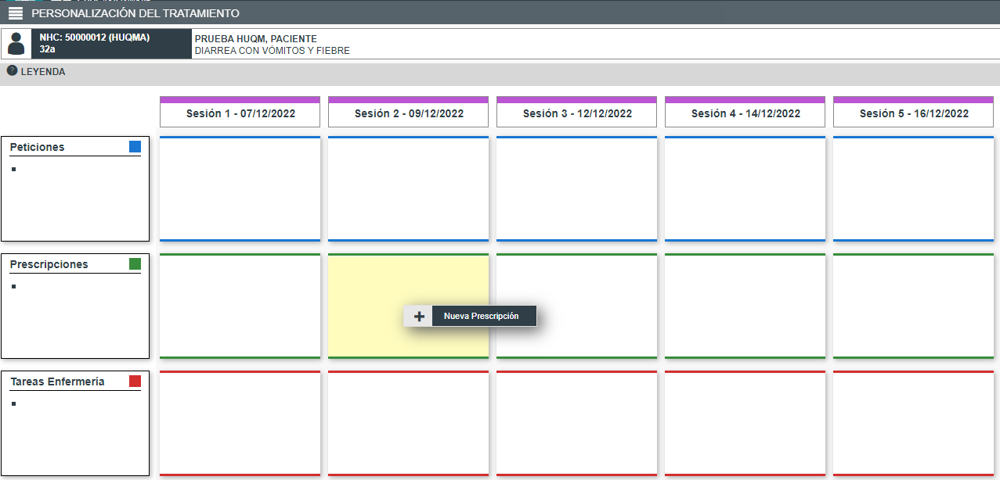 PERSONALIZACIÓN DEL TRATAMIENTO
NHC: 50000012 (HUQMA)
32a
PRUEBA HUQM, PACIENTE
DIARREA CON VÓMITOS Y FIEBRE
? LEYENDA
Sesión 1 - 07/12/2022
Sesión 2 - 09/12/2022
Sesión 3 - 12/12/2022
Sesión 4 - 14/12/2022
Sesión 5 - 16/12/2022
Peticiones
Prescripciones
Nueva Prescripción
Tareas Enfermería